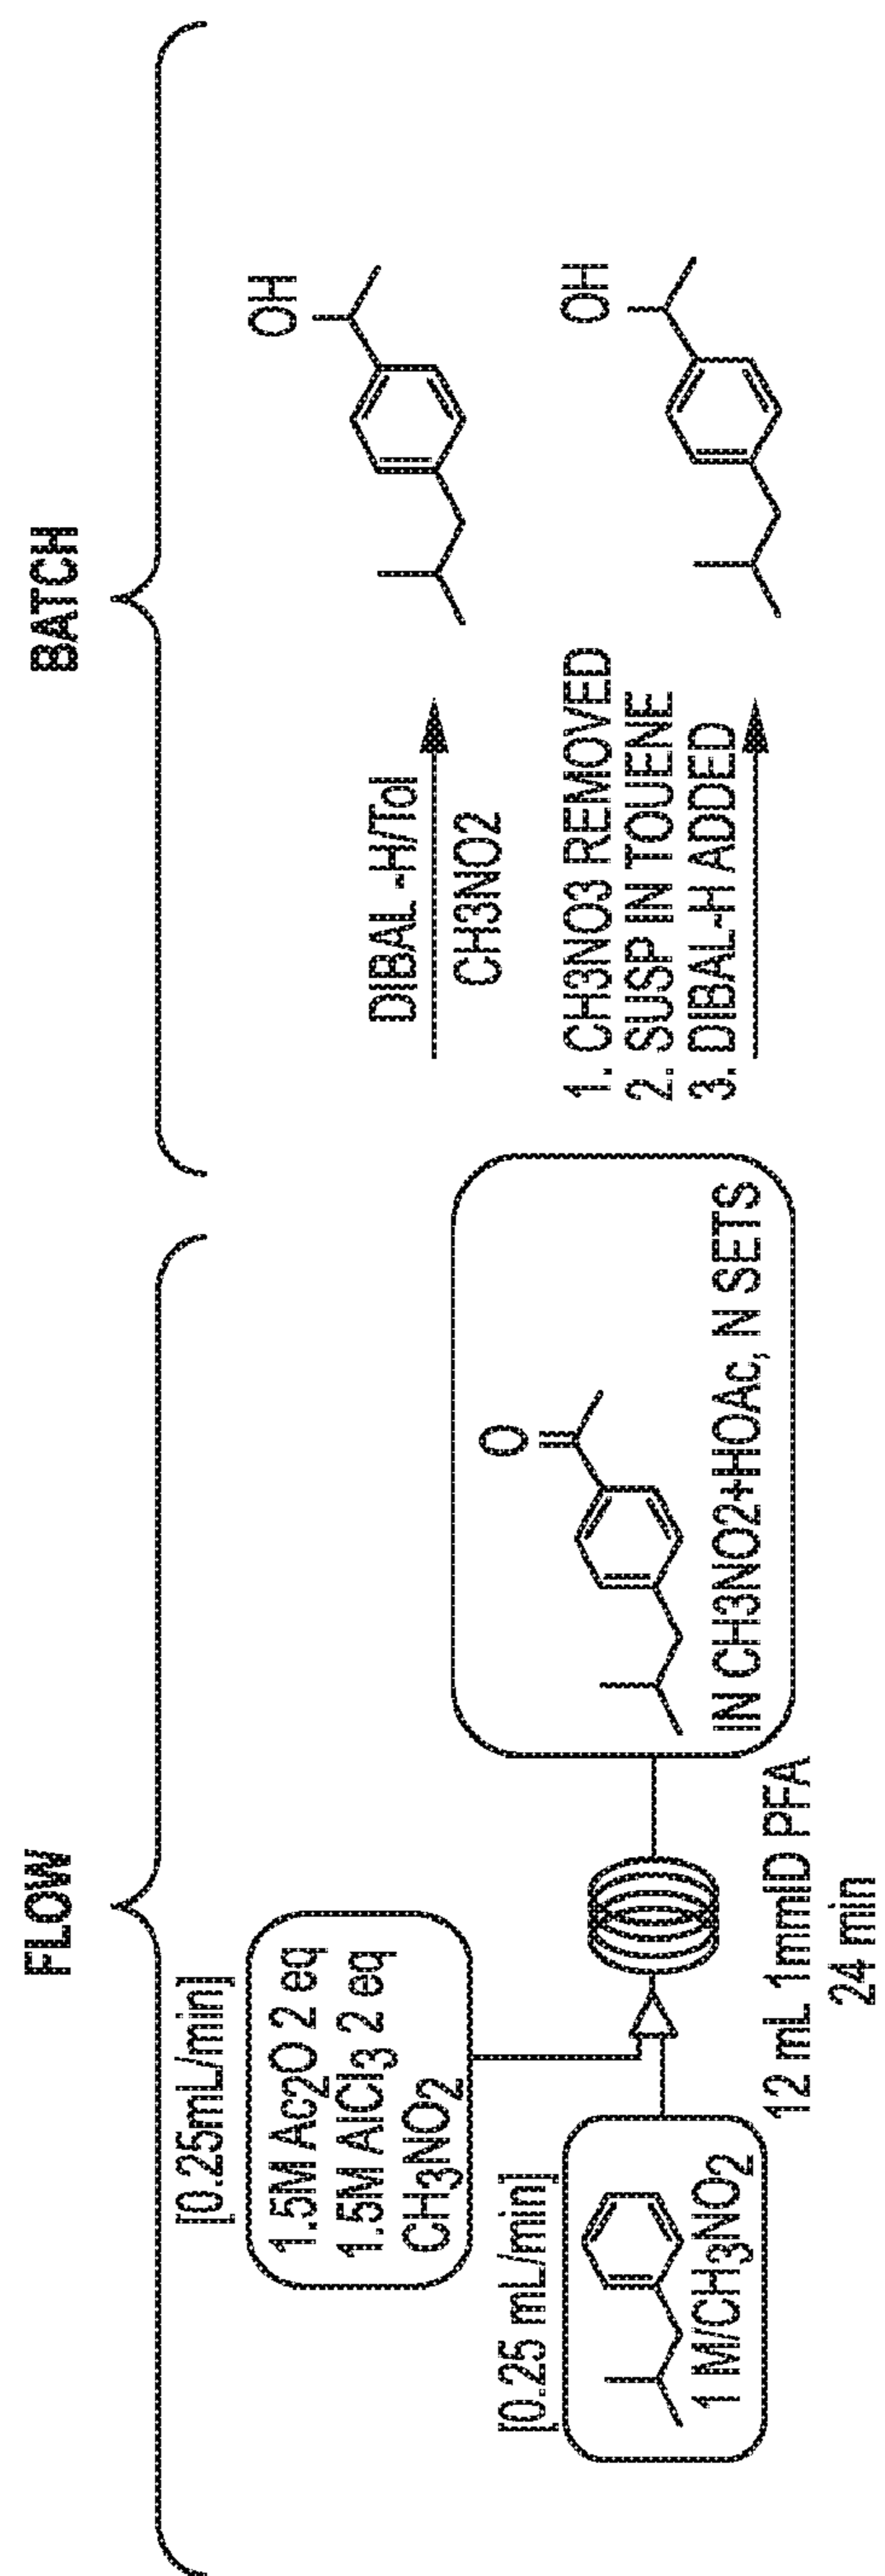 FLOW
BATCH
[0.25mL/min]
1.5M Ac2O 2 eq
1.5M AlCl3 2 eq
CH3NO2
[0.25 mL/min]
1 M/CH3NO2
12 mL 1mmID PFA
24 min
O
IN CH3NO2+HOAc, N SETS
DIBAL -H/Tol
CH3NO2
OH
1. CH3NO3 REMOVED
2. SUSP IN TOUENE
3. DIBAL-H ADDED
OH